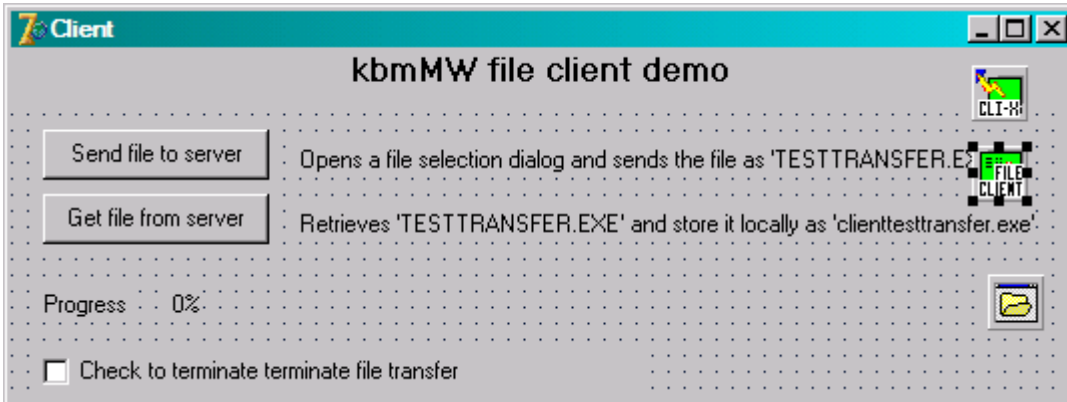 Client
kbmMW file client demo
CLI-X
Send file to server
Opens a file selection dialog and sends the file as 'TESTTRANSFER.EX
FILE
CLIENT
Get file from server
Retrieves 'TESTTRANSFER.EXE' and store it locally as 'clienttesttransfer.exe'
Progress 0%
Check to terminate terminate file transfer